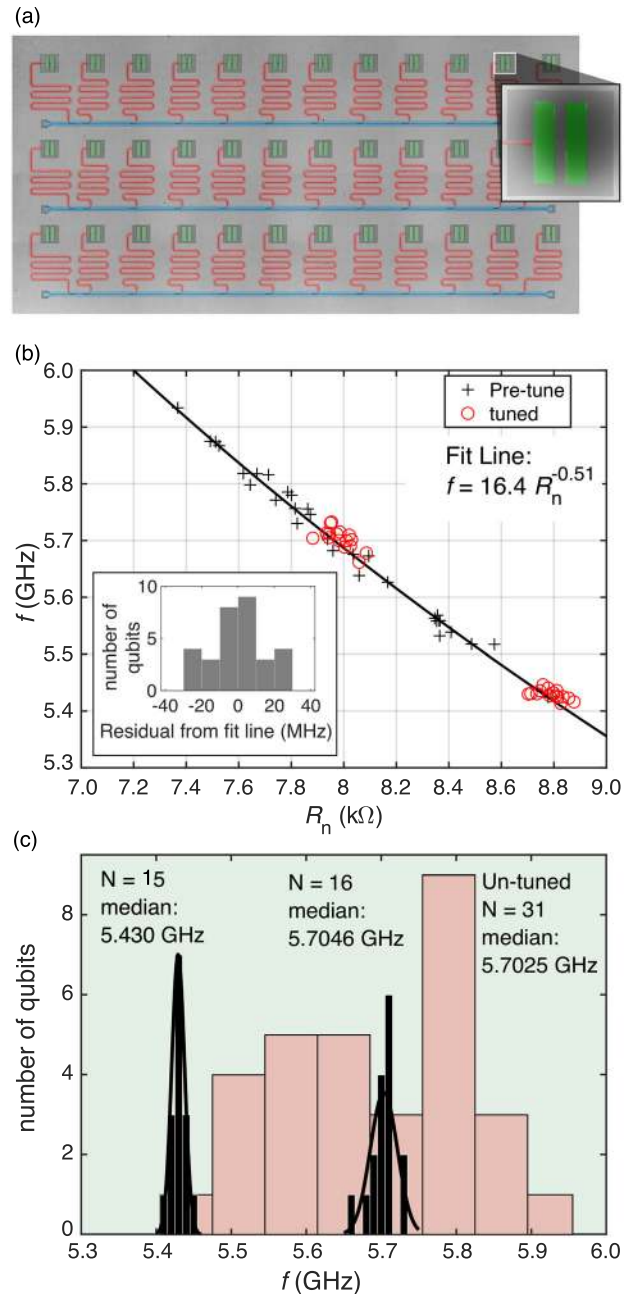 (a)
(b)
6.0
5.9
5.8
5.7
5.6
5.5
5.4
5.3
f (GHz)
+ Pre-tune
○ tuned
Fit Line:
f = 16.4 Rn^-0.51
10
5
0
number of
qubits
-40 -20 0 20 40
Residual from fit line (MHz)
7.0 7.2 7.4 7.6 7.8 8 8.2 8.4 8.6 8.8 9.0
Rn (kΩ)
(c)
N = 15
median:
5.430 GHz
N = 16
median:
5.7046 GHz
Un-tuned
N = 31
median:
5.7025 GHz
8
6
4
2
0
number of qubits
5.3 5.4 5.5 5.6 5.7 5.8 5.9 6.0
f (GHz)